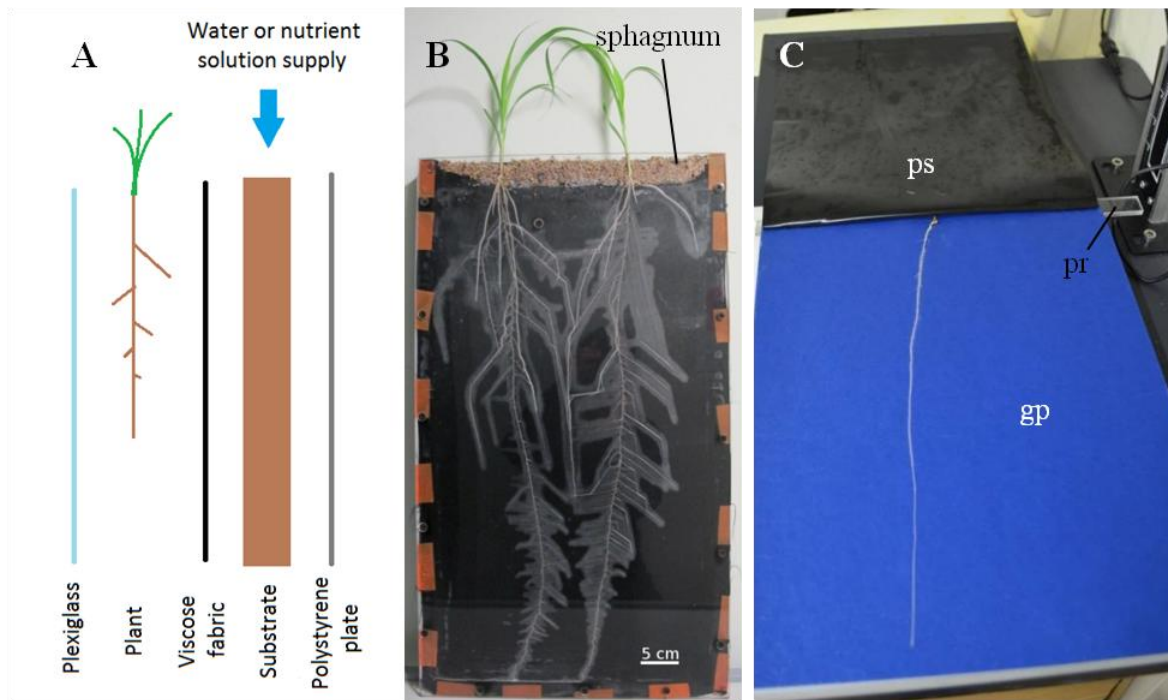 A
Water or nutrient
solution supply
Plexiglass
Plant
Viscose
fabric
Substrate
Polystyrene
plate
B
sphagnum
5 cm
C
ps
pr
gp